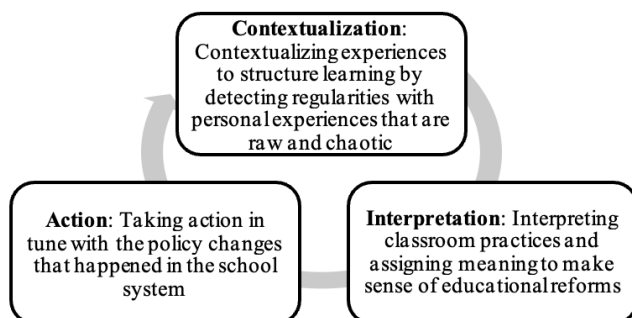 Contextualization:
Contextualizing experiences
to structure learning by
detecting regularities with
personal experiences that are
raw and chaotic
Action: Taking action in
tune with the policy changes
that happened in the school
system
Interpretation: Interpreting
classroom practices and
assigning meaning to make
sense of educational reforms